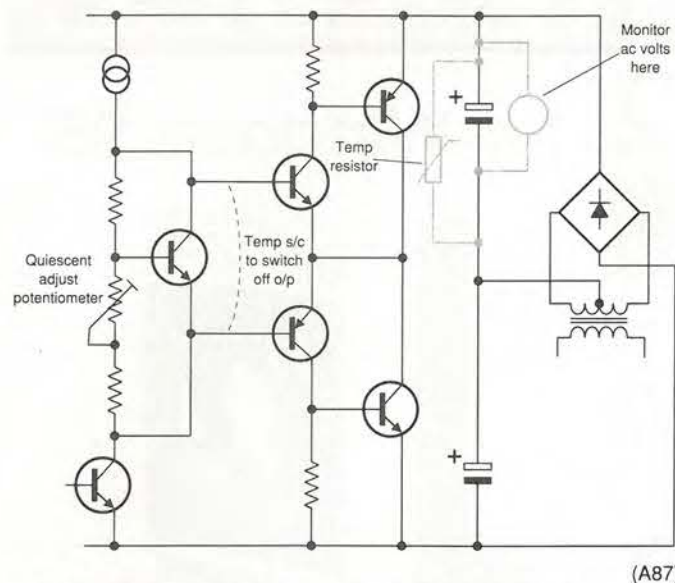 Monitor
ac volts
here
+
Temp
resistor
Quiescent
adjust
potentiometer
Temp s/c
to switch
off o/p
+
(A87